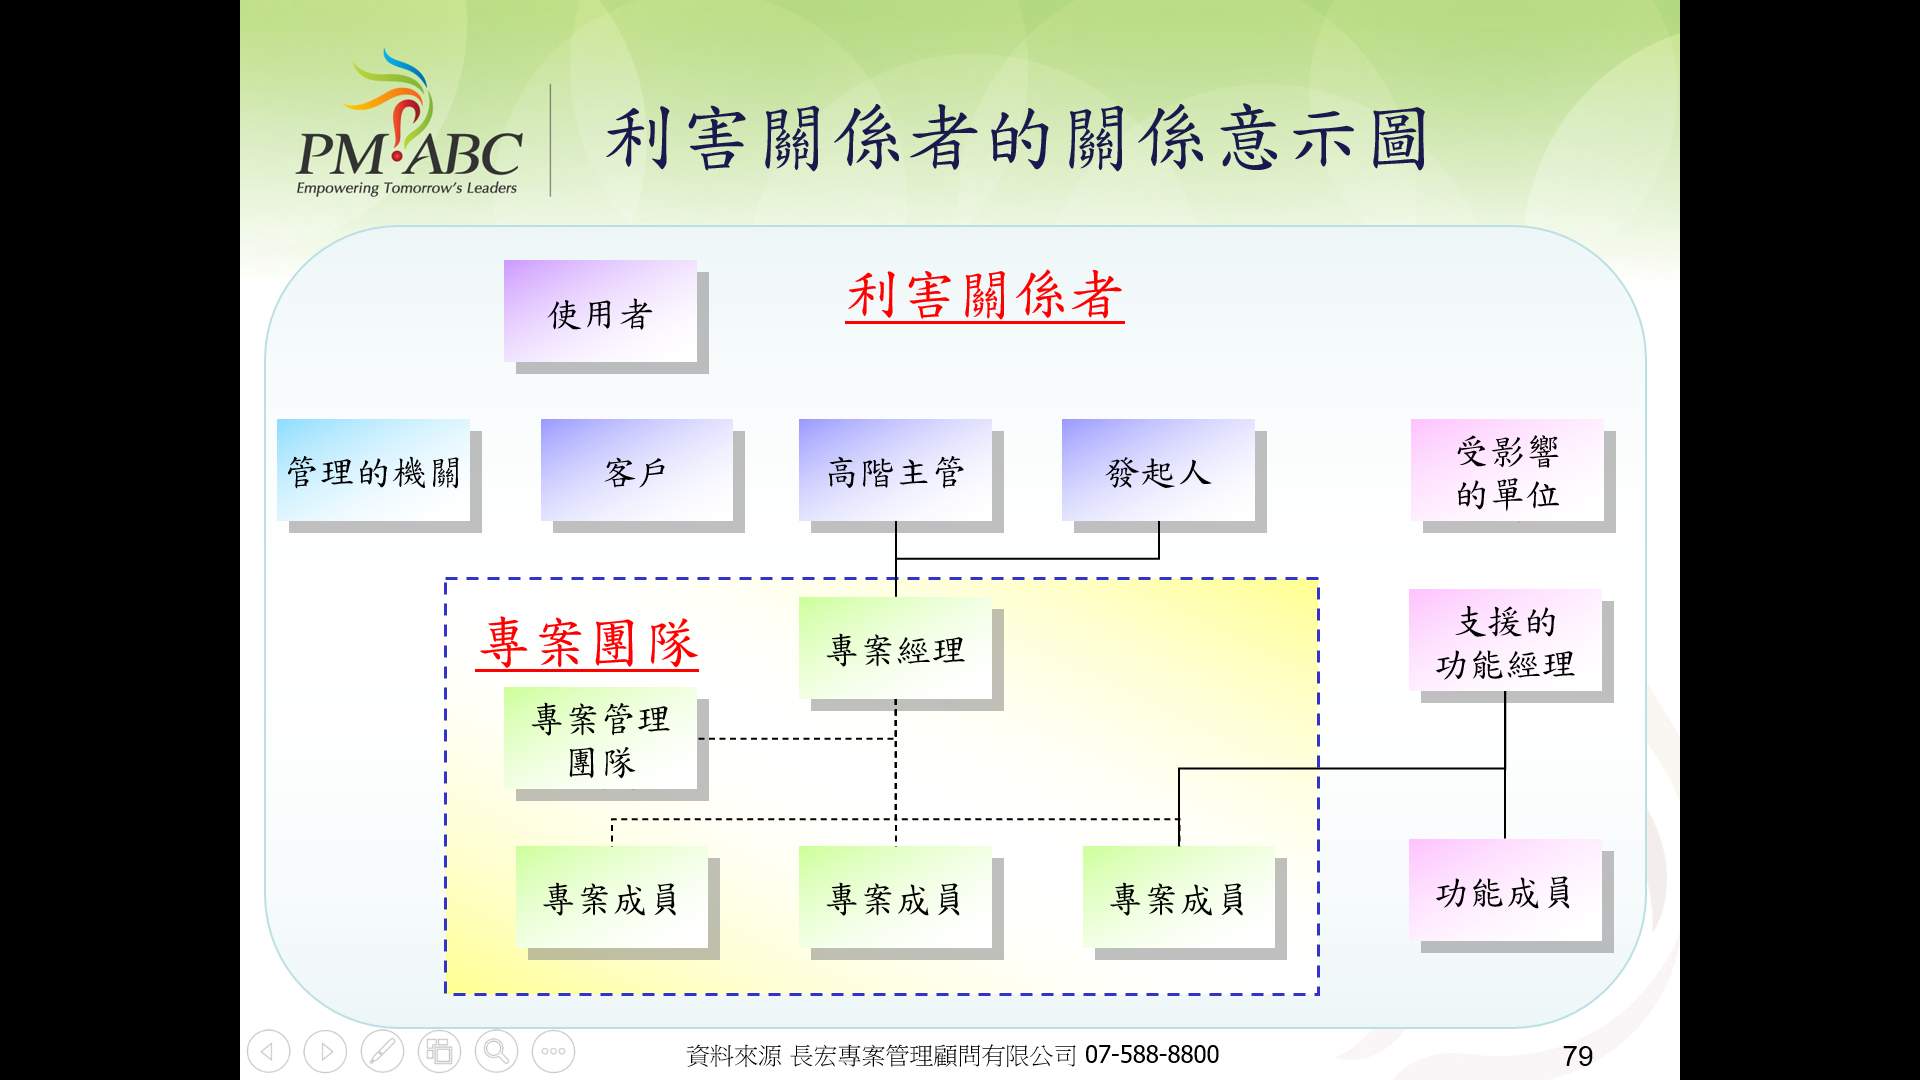 PM ABC
Empowering Tomorrow's Leaders
利害關係者的關係意示圖
使用者
利害關係者
管理的機關
客戶
高階主管
發起人
受影響
的單位
專案團隊
專案經理
支援的
功能經理
專案管理
團隊
專案成員
專案成員
專案成員
功能成員
資料來源 長宏專案管理顧問有限公司 07-588-8800
79